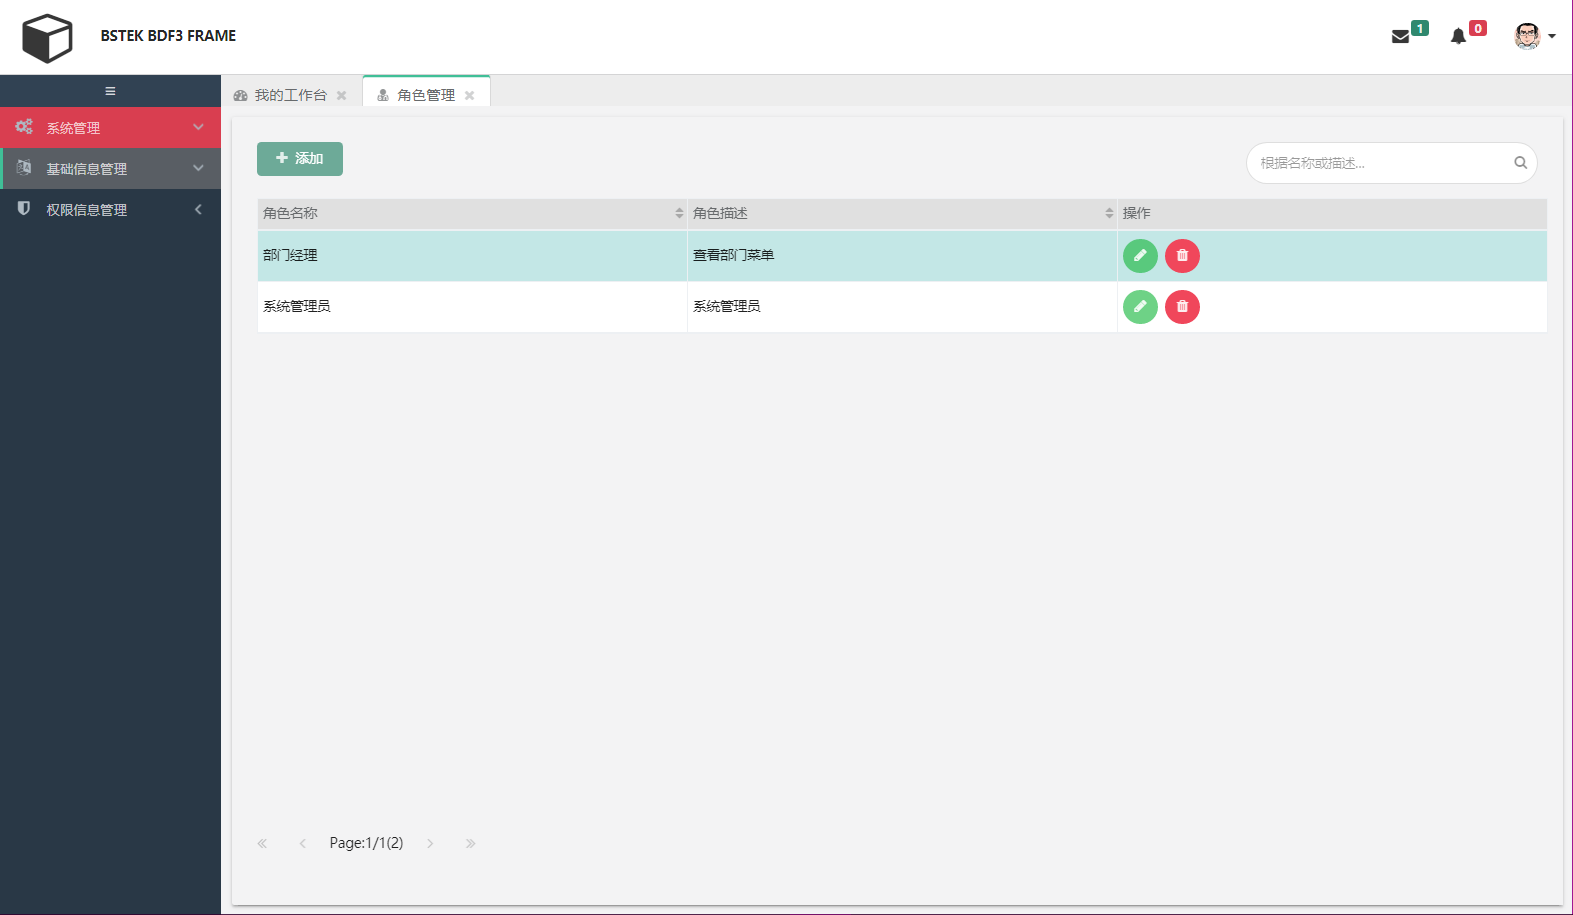 BSTEK BDF3 FRAME
1
0
我的工作台
角色管理
系统管理
基础信息管理
权限信息管理
添加
根据名称或描述...
角色名称 角色描述 操作
部门经理 查看部门菜单
系统管理员 系统管理员
Page:1/1(2)